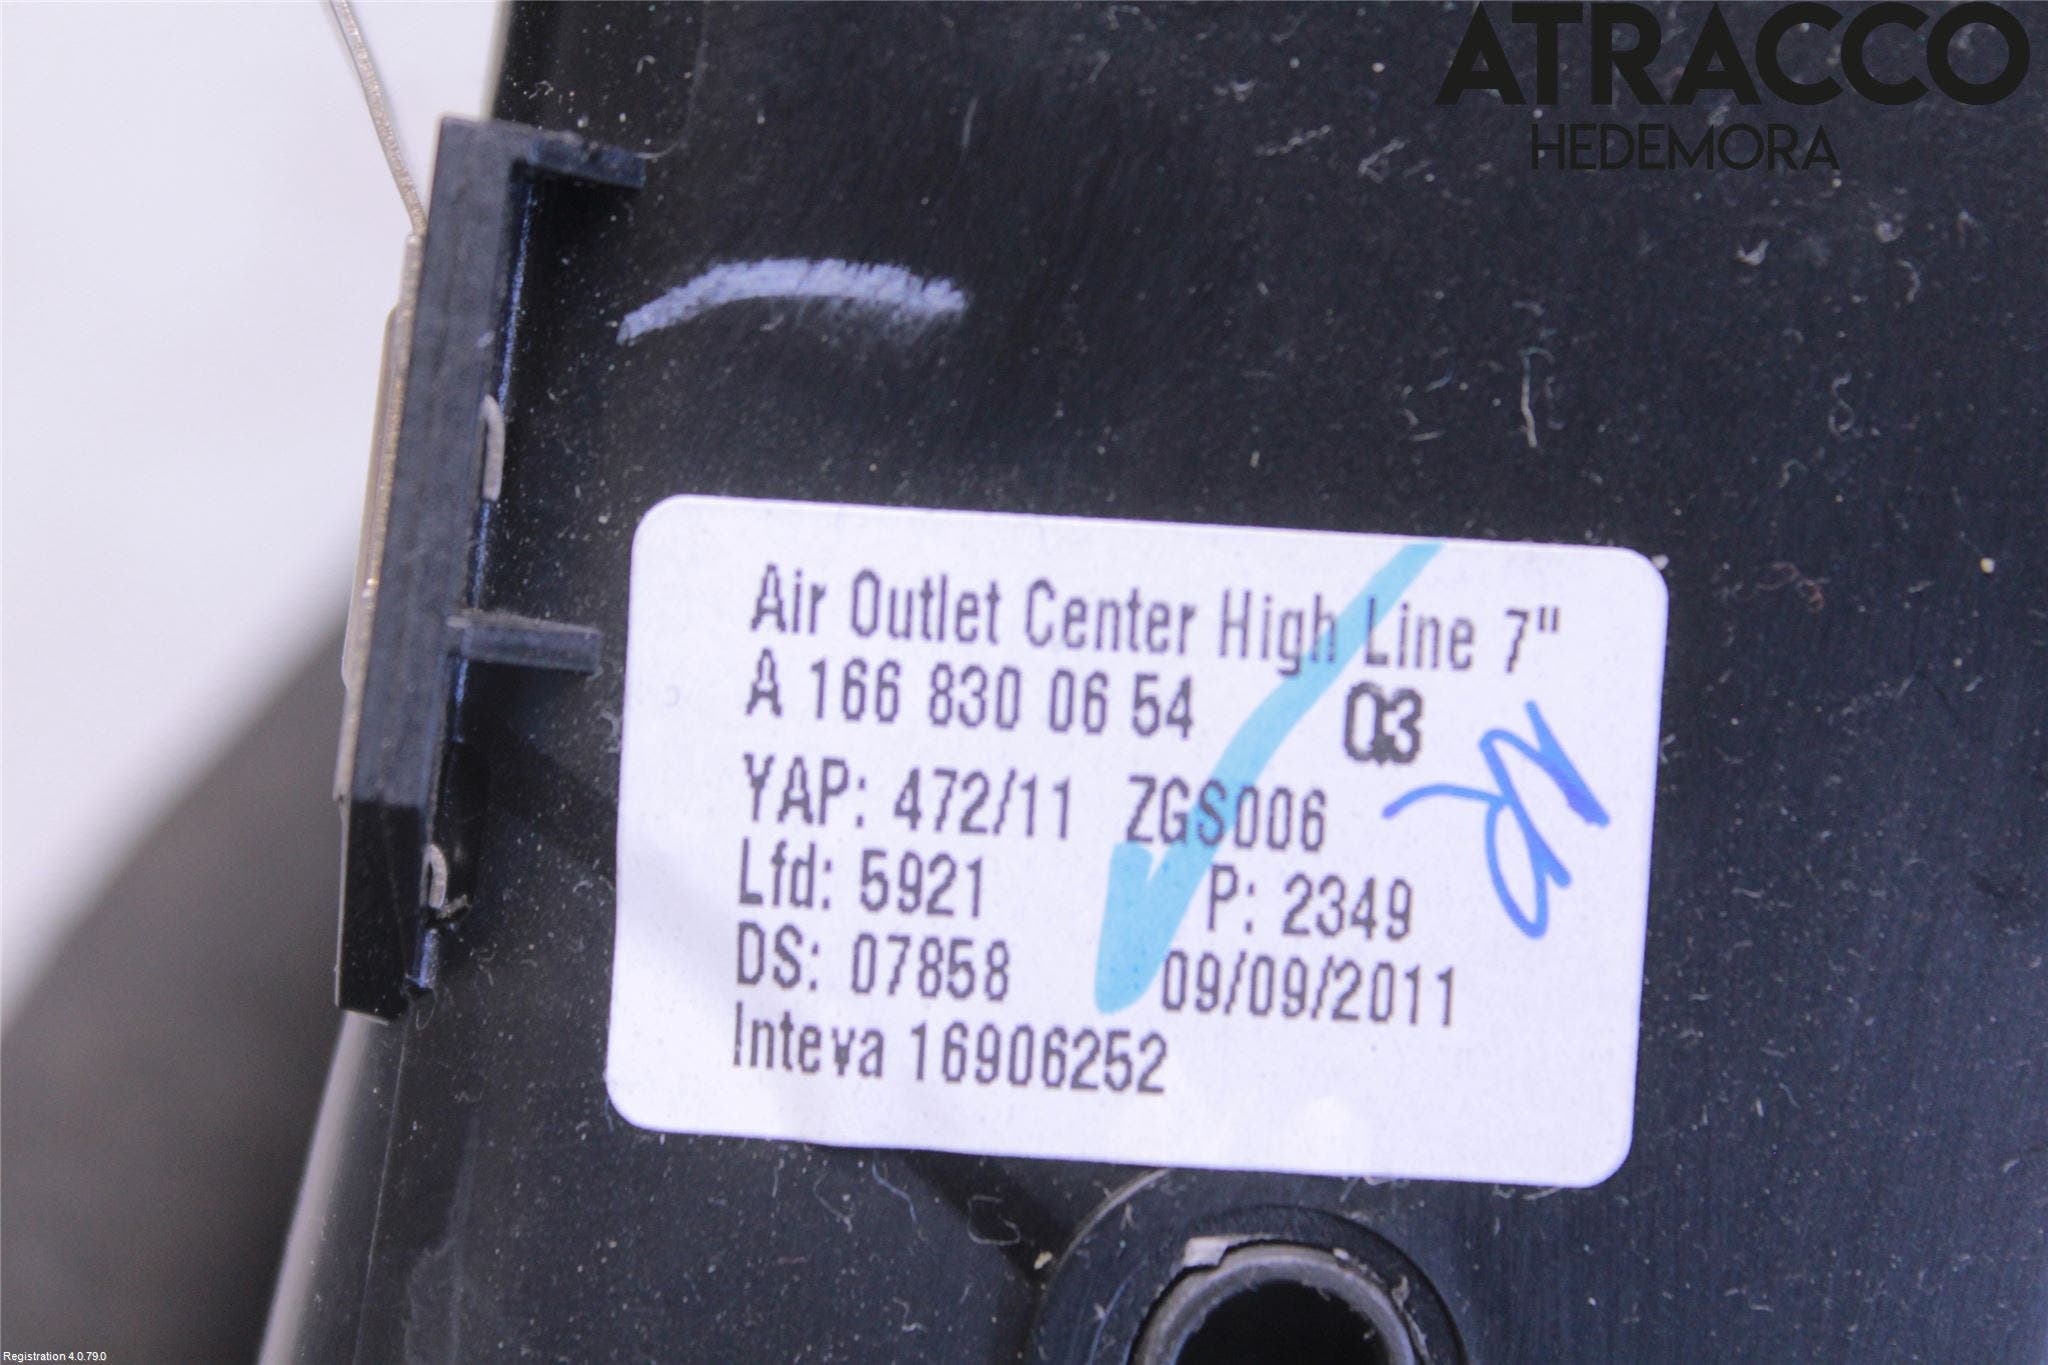 ATRACCO
HEDEMORA
Air Outlet Center High Line 7"
A 166 830 06 54 Q3
YAP: 472/11 ZGS006
Lfd: 5921 P: 2349
DS: 07858 09/09/2011
Inteva 16906252
Registration 4.0.79.0